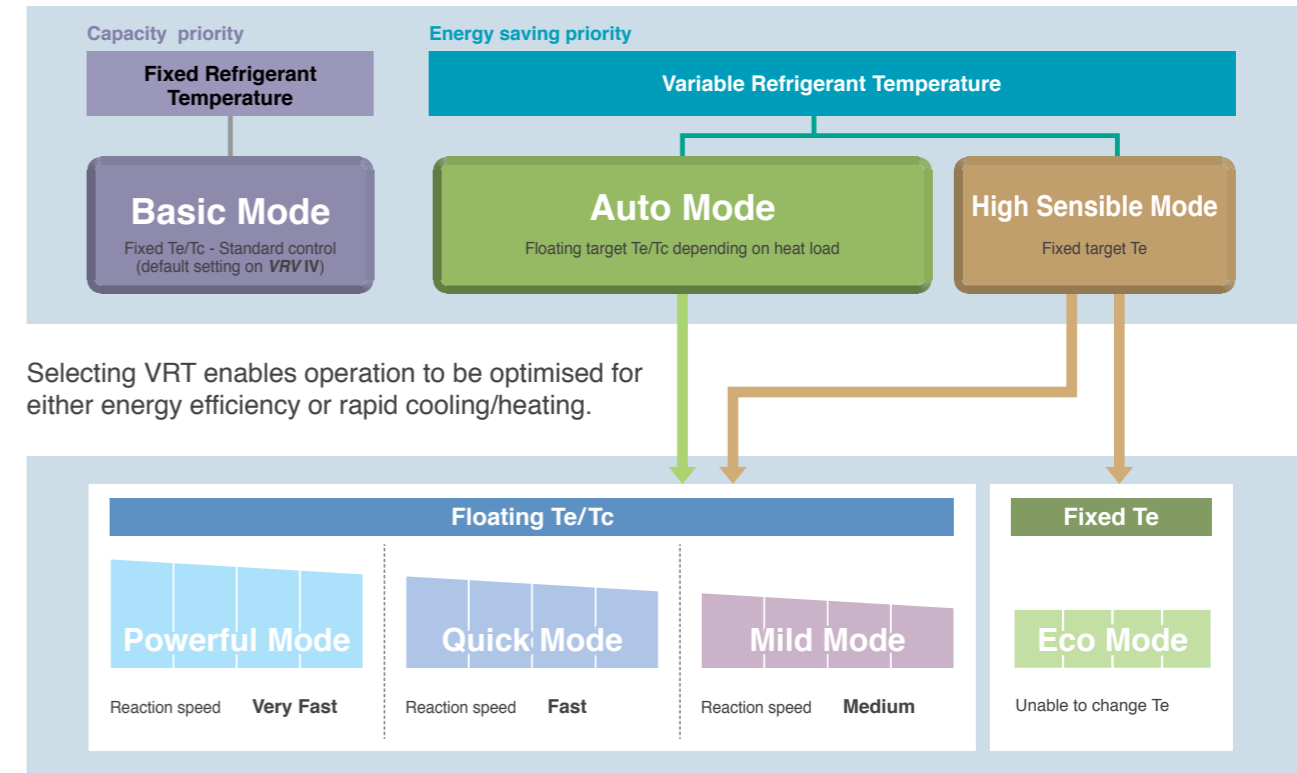 Capacity priority
Energy saving priority
Fixed Refrigerant
Temperature
Variable Refrigerant Temperature
Basic Mode
Fixed Te/Tc - Standard control
(default setting on VRV IV)
Auto Mode
Floating target Te/Tc depending on heat load
High Sensible Mode
Fixed target Te
Selecting VRT enables operation to be optimised for
either energy efficiency or rapid cooling/heating.
Floating Te/Tc
Fixed Te
Powerful Mode
Quick Mode
Mild Mode
Eco Mode
Reaction speed Very Fast
Reaction speed Fast
Reaction speed Medium
Unable to change Te